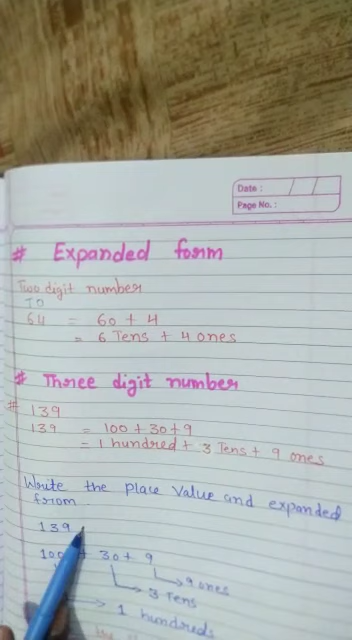 Date : / /
Page No. :
# Expanded form
Two digit number
TO
64 = 60 + 4
= 6 Tens + 4 ones
# Three digit number
# 139
139 = 100 + 30 + 9
= 1 hundred + 3 Tens + 9 ones
Write the place value and expanded
from
139
100 + 30 + 9
9 ones
3 Tens
1 hundreds